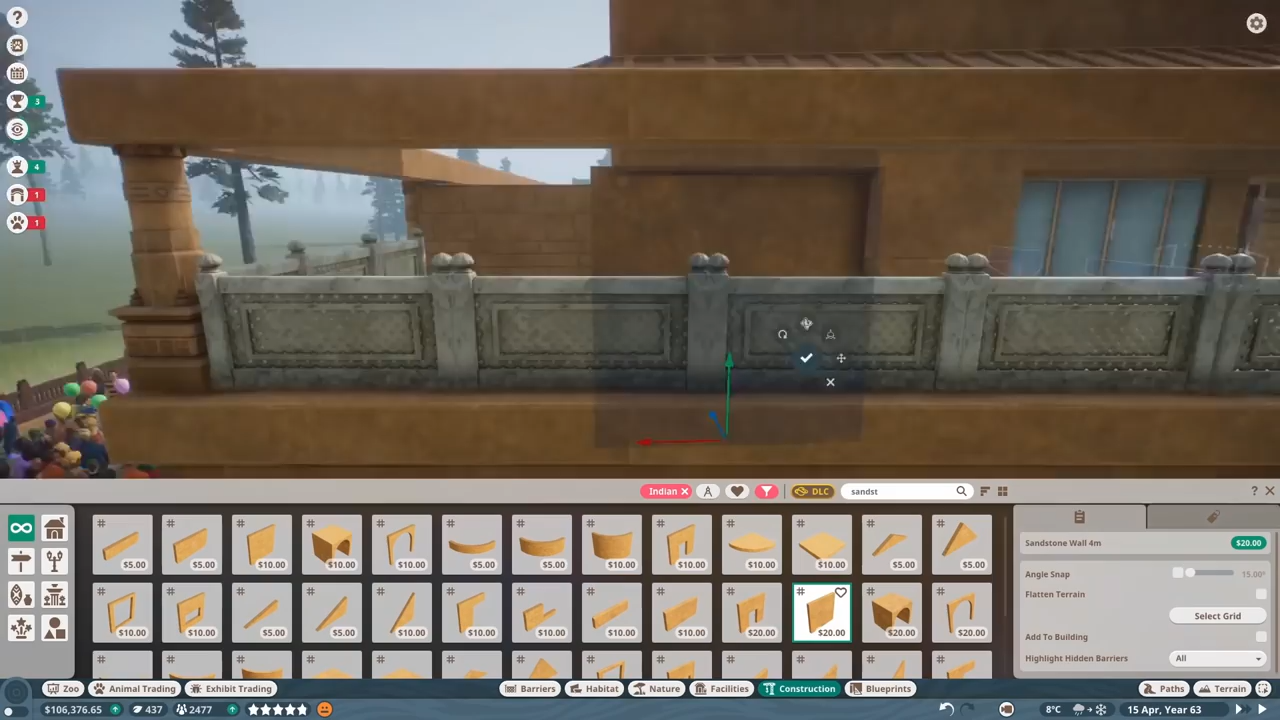 ?
3
4
1
1
Indian ✕
DLC
sandst
? ✕
$5.00 $5.00 $10.00 $10.00 $10.00 $5.00 $5.00 $10.00 $10.00 $10.00 $10.00 $5.00 $5.00
$10.00 $10.00 $5.00 $5.00 $10.00 $10.00 $10.00 $10.00 $10.00 $20.00 $20.00 $20.00 $20.00
Sandstone Wall 4m $20.00
Angle Snap 15.00°
Flatten Terrain
Select Grid
Add To Building
Highlight Hidden Barriers All
Zoo Animal Trading Exhibit Trading Barriers Habitat Nature Facilities Construction Blueprints Paths Terrain
$106,376.65 437 2477 8°C 15 Apr, Year 63